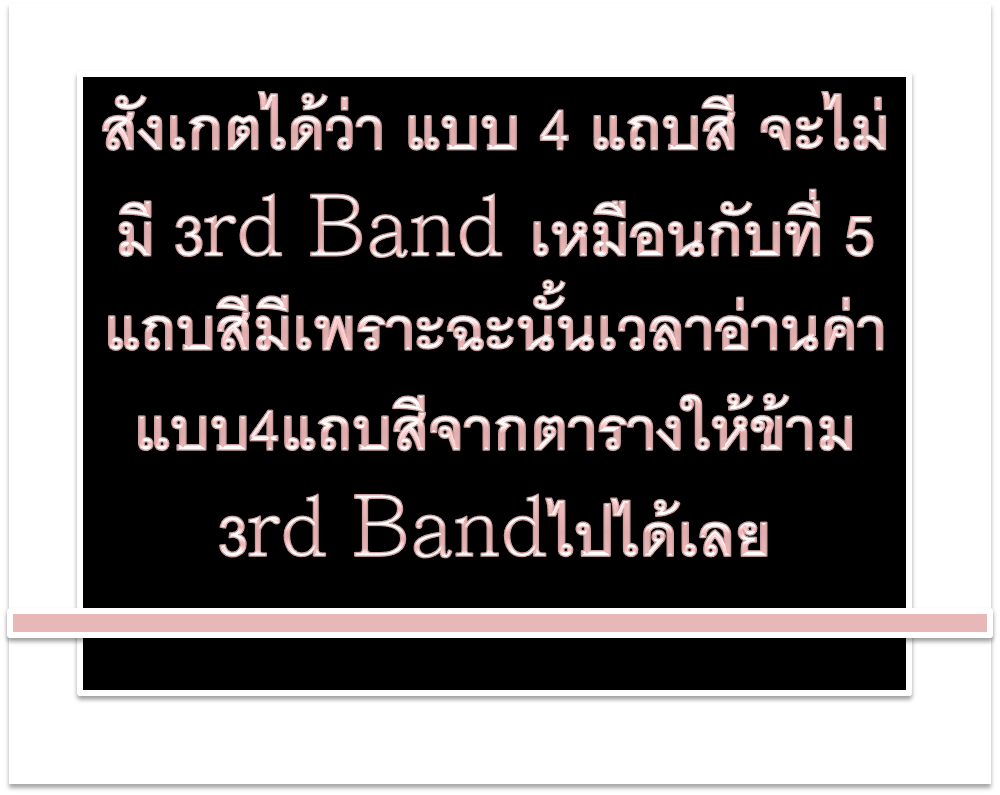 สังเกตได้ว่า แบบ 4 แถบสี จะไม่
มี 3rd Band เหมือนกับที่ 5
แถบสีมีเพราะฉะนั้นเวลาอ่านค่า
แบบ4แถบสีจากตารางให้ข้าม
3rd Bandไปได้เลย